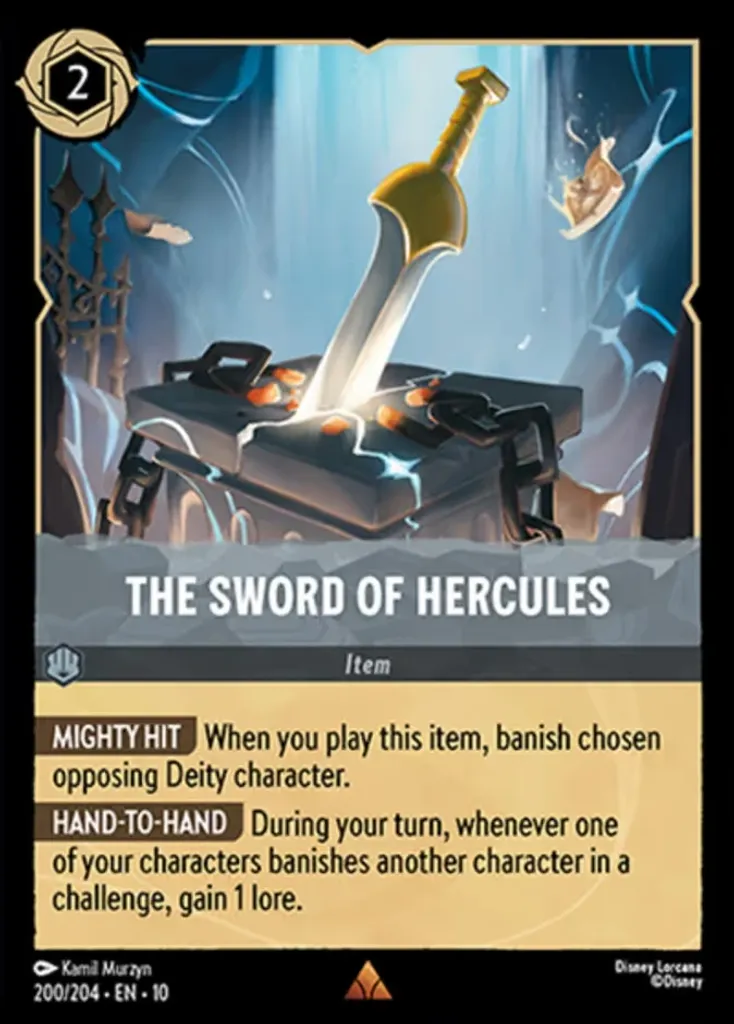 2
THE SWORD OF HERCULES
Item
MIGHTY HIT When you play this item, banish chosen
opposing Deity character.
HAND-TO-HAND During your turn, whenever one
of your characters banishes another character in a
challenge, gain 1 lore.
Kamil Murzyn
200/204 • EN • 10
Disney Lorcana
©Disney